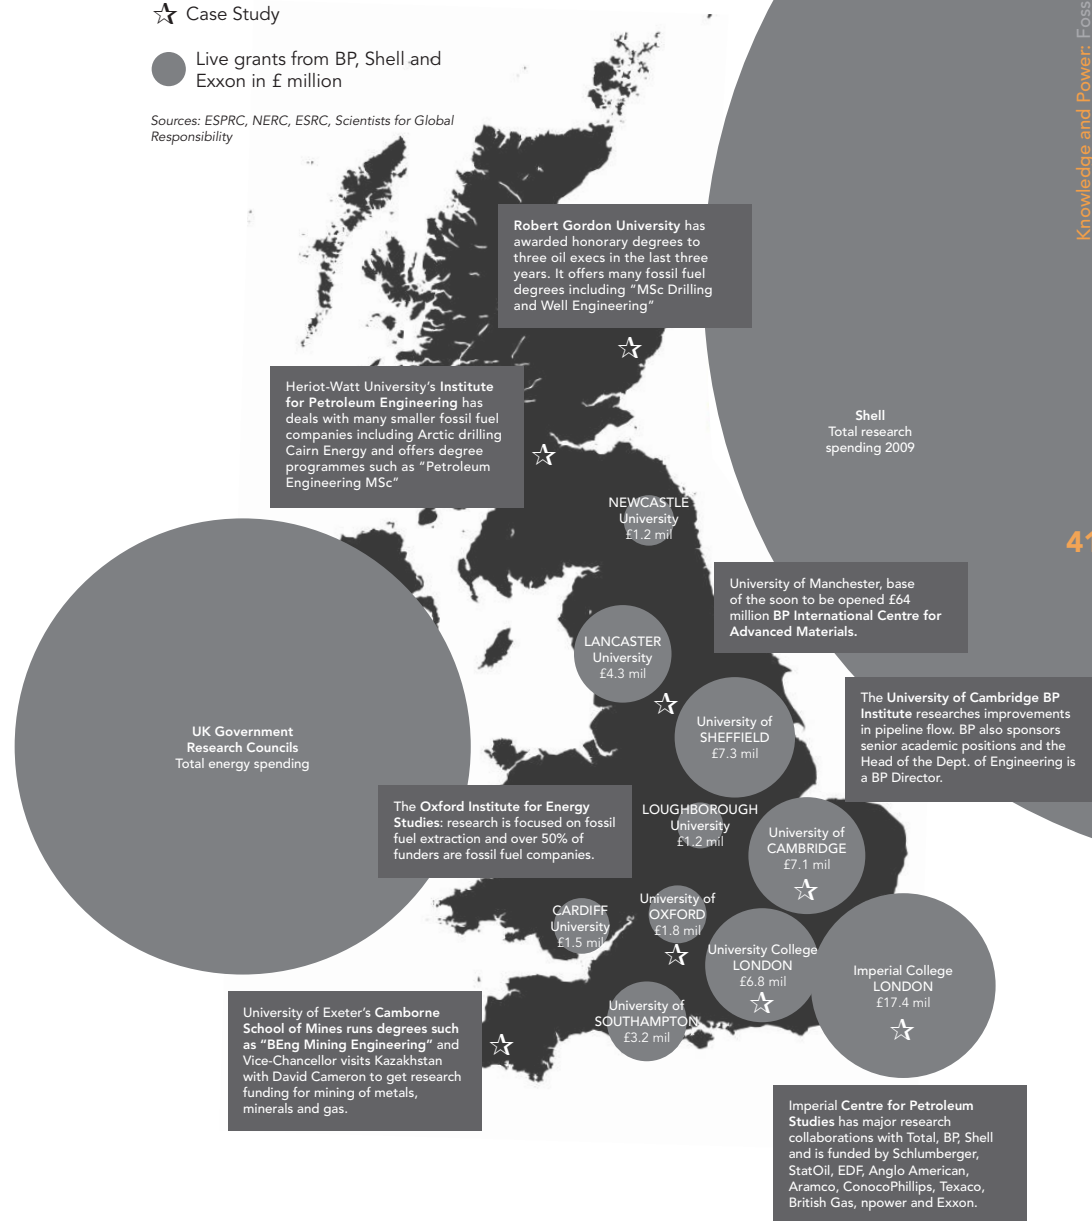 Case Study
Live grants from BP, Shell and
Exxon in £ million
Sources: ESPRC, NERC, ESRC, Scientists for Global
Responsibility
Knowledge and Power: Foss
Robert Gordon University has
awarded honorary degrees to
three oil execs in the last three
years. It offers many fossil fuel
degrees including “MSc Drilling
and Well Engineering”
Heriot-Watt University’s Institute
for Petroleum Engineering has
deals with many smaller fossil fuel
companies including Arctic drilling
Cairn Energy and offers degree
programmes such as “Petroleum
Engineering MSc”
Shell
Total research
spending 2009
NEWCASTLE
University
£1.2 mil
41
University of Manchester, base
of the soon to be opened £64
million BP International Centre for
Advanced Materials.
LANCASTER
University
£4.3 mil
The University of Cambridge BP
Institute researches improvements
in pipeline flow. BP also sponsors
senior academic positions and the
Head of the Dept. of Engineering is
a BP Director.
University of
SHEFFIELD
£7.3 mil
UK Government
Research Councils
Total energy spending
The Oxford Institute for Energy
Studies: research is focused on fossil
fuel extraction and over 50% of
funders are fossil fuel companies.
LOUGHBOROUGH
University
£1.2 mil
University of
CAMBRIDGE
£7.1 mil
CARDIFF
University
£1.5 mil
University of
OXFORD
£1.8 mil
University College
LONDON
£6.8 mil
Imperial College
LONDON
£17.4 mil
University of
SOUTHAMPTON
£3.2 mil
University of Exeter’s Camborne
School of Mines runs degrees such
as “BEng Mining Engineering” and
Vice-Chancellor visits Kazakhstan
with David Cameron to get research
funding for mining of metals,
minerals and gas.
Imperial Centre for Petroleum
Studies has major research
collaborations with Total, BP, Shell
and is funded by Schlumberger,
StatOil, EDF, Anglo American,
Aramco, ConocoPhillips, Texaco,
British Gas, npower and Exxon.